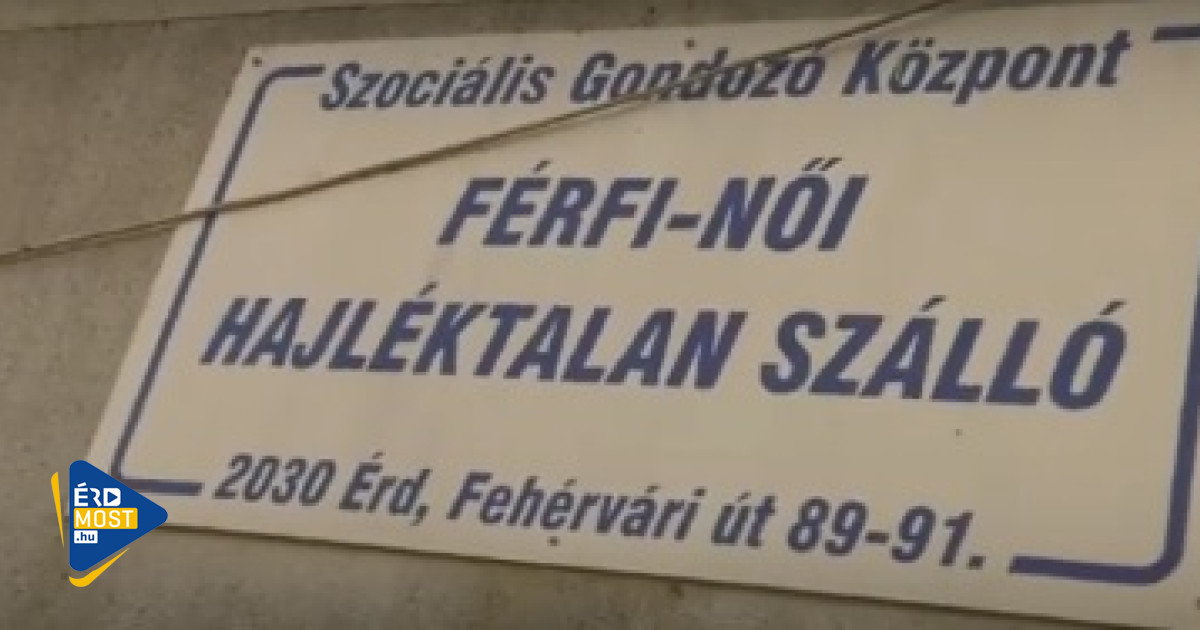 Szociális Gondozó Központ
FÉRFI-NŐI
HAJLÉKTALAN SZÁLLÓ
2030 Érd, Fehérvári út 89-91.
ÉRD
MOST
.hu